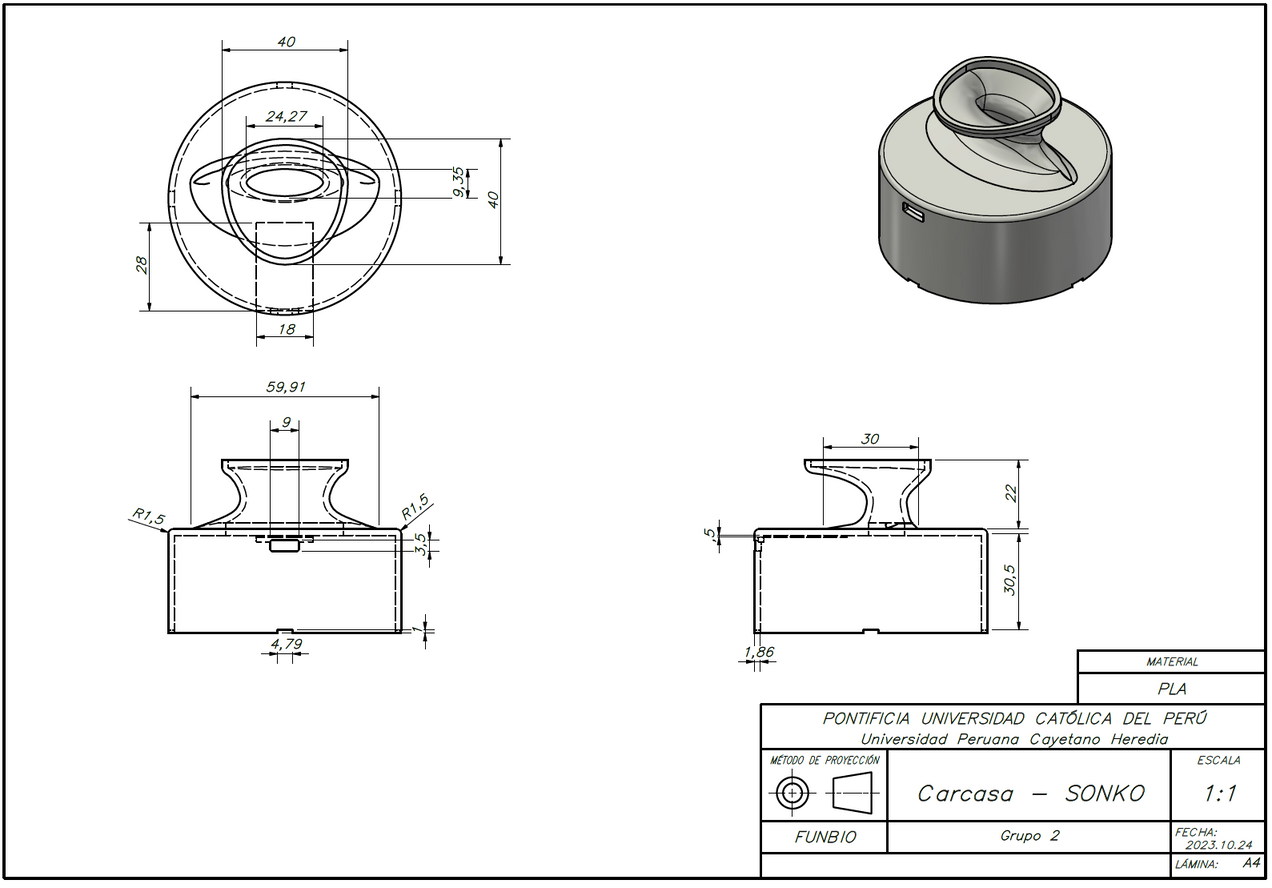 40
24,27
9,35
40
28
18
59,91
9
R1,5
R1,5
3,5
1
4,79
30
22
,5
30,5
1,86
MATERIAL
PLA
PONTIFICIA UNIVERSIDAD CATÓLICA DEL PERÚ
Universidad Peruana Cayetano Heredia
MÉTODO DE PROYECCIÓN
ESCALA
Carcasa – SONKO
1:1
FUNBIO
Grupo 2
FECHA:
2023.10.24
LÁMINA: A4